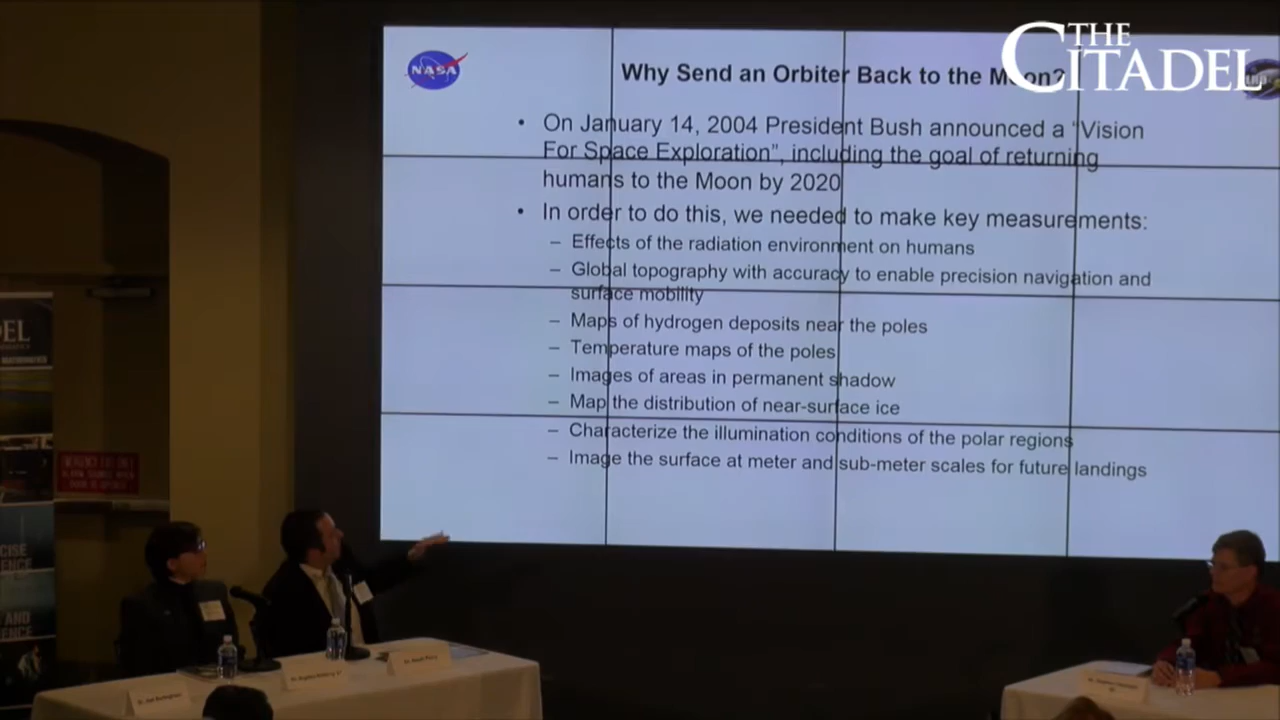 THE
CITADEL
NASA
Why Send an Orbiter Back to the Moon?
• On January 14, 2004 President Bush announced a “Vision
For Space Exploration”, including the goal of returning
humans to the Moon by 2020
• In order to do this, we needed to make key measurements:
– Effects of the radiation environment on humans
– Global topography with accuracy to enable precision navigation and
surface mobility
– Maps of hydrogen deposits near the poles
– Temperature maps of the poles
– Images of areas in permanent shadow
– Map the distribution of near-surface ice
– Characterize the illumination conditions of the polar regions
– Image the surface at meter and sub-meter scales for future landings
DEL
CISE
ENCE
AND
ENCE